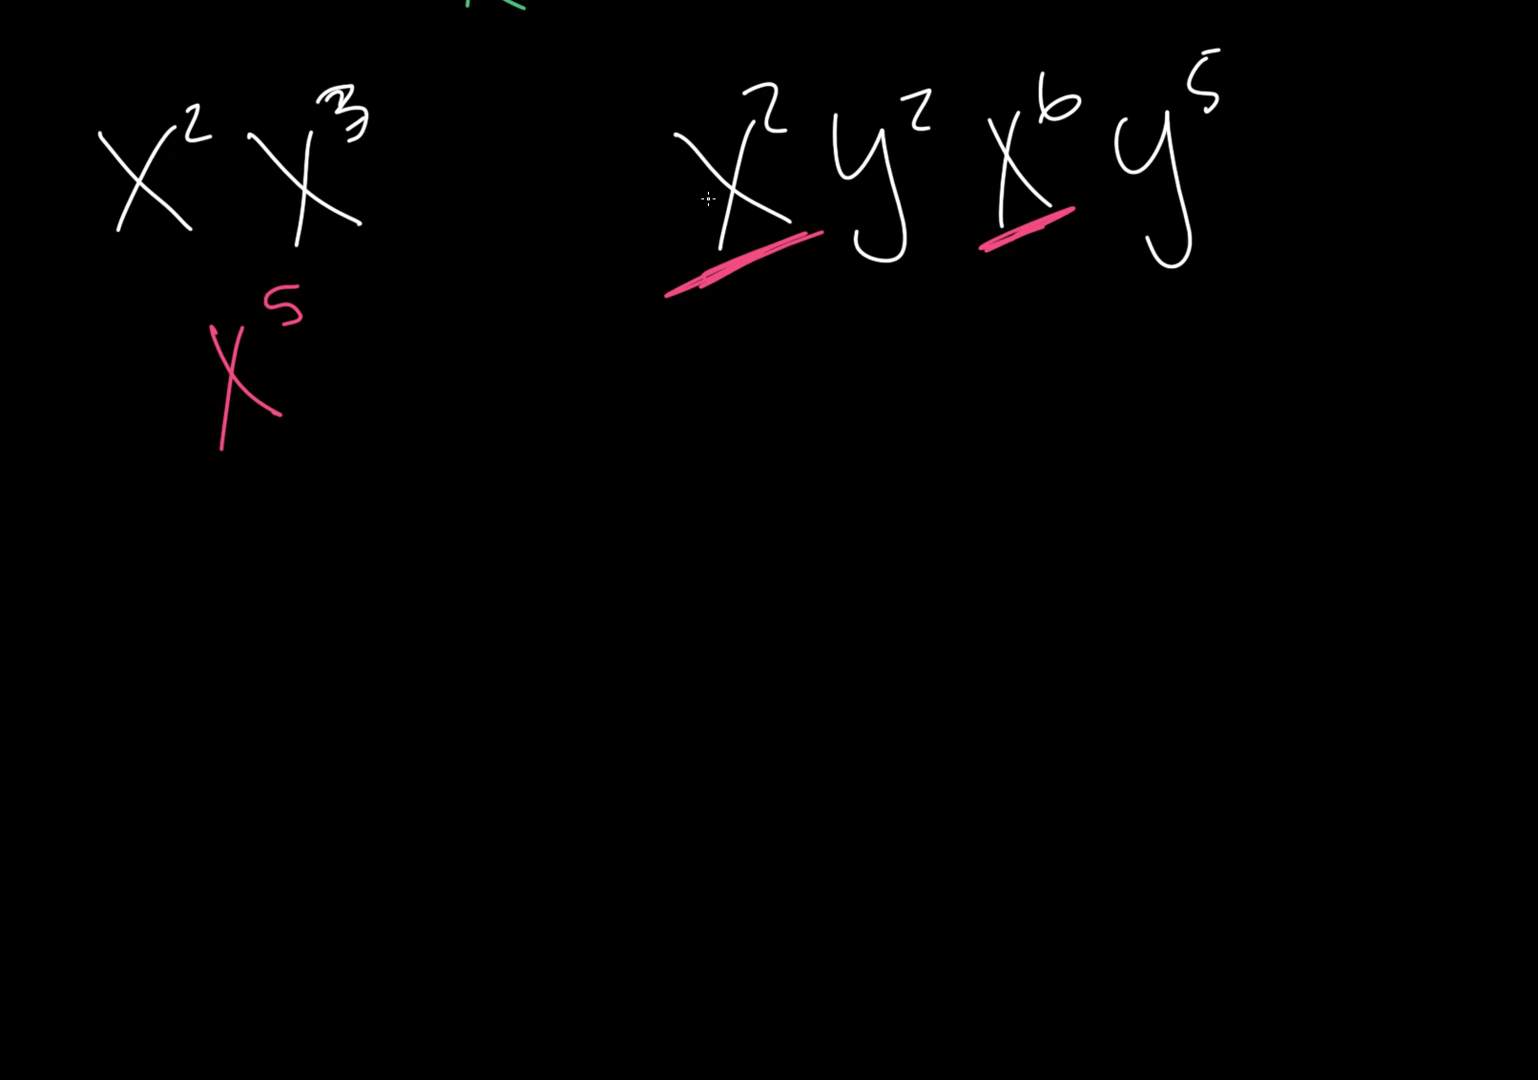 x² x³
x² y² x⁶ y⁵
x⁵